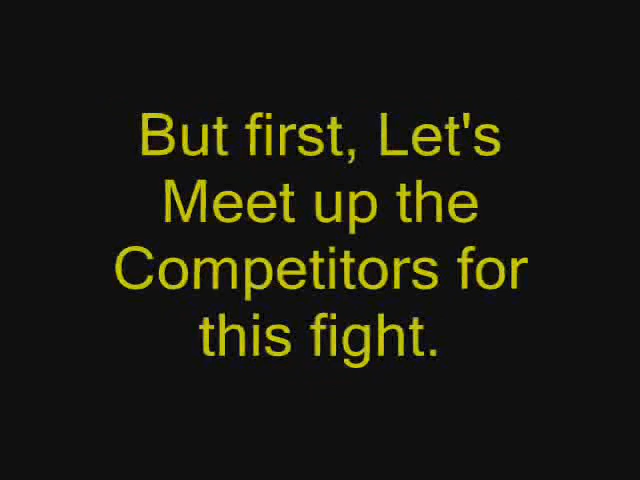 But first, Let's
Meet up the
Competitors for
this fight.